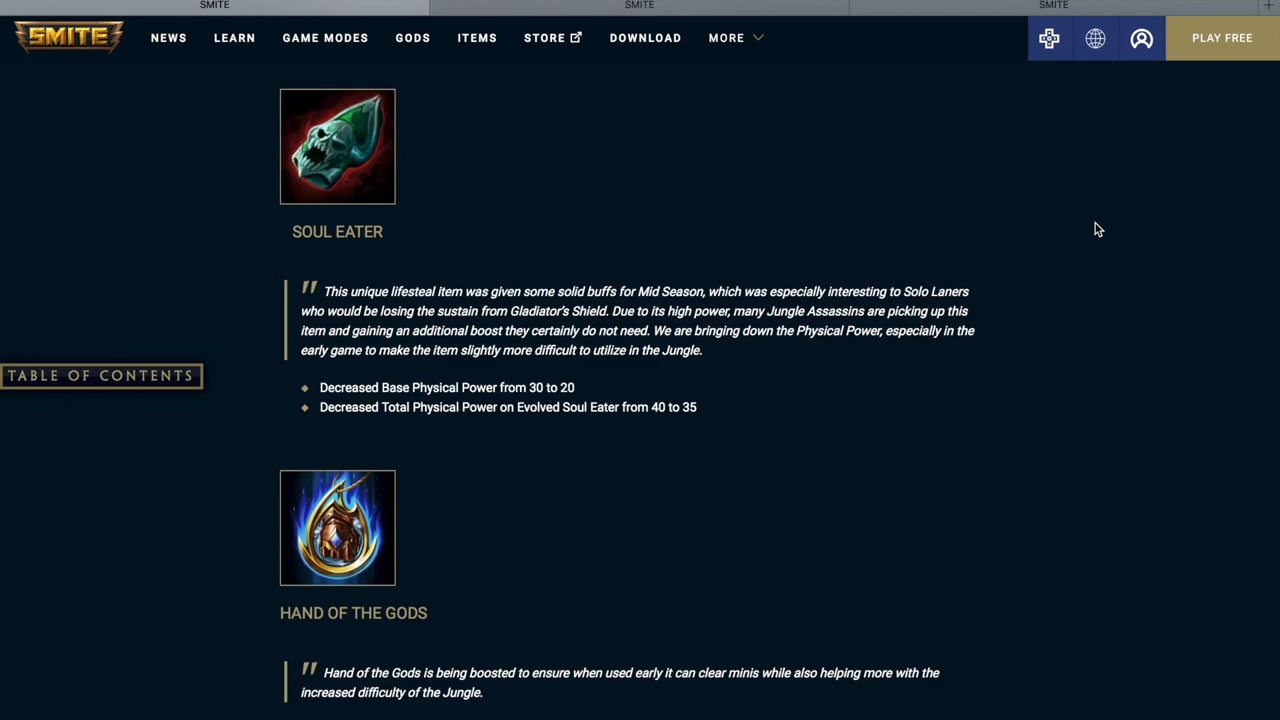 SMITE
SMITE
SMITE
SMITE
NEWS
LEARN
GAME MODES
GODS
ITEMS
STORE
DOWNLOAD
MORE
PLAY FREE
SOUL EATER
" This unique lifesteal item was given some solid buffs for Mid Season, which was especially interesting to Solo Laners
who would be losing the sustain from Gladiator's Shield. Due to its high power, many Jungle Assassins are picking up this
item and gaining an additional boost they certainly do not need. We are bringing down the Physical Power, especially in the
early game to make the item slightly more difficult to utilize in the Jungle.
TABLE OF CONTENTS
Decreased Base Physical Power from 30 to 20
Decreased Total Physical Power on Evolved Soul Eater from 40 to 35
HAND OF THE GODS
" Hand of the Gods is being boosted to ensure when used early it can clear minis while also helping more with the
increased difficulty of the Jungle.